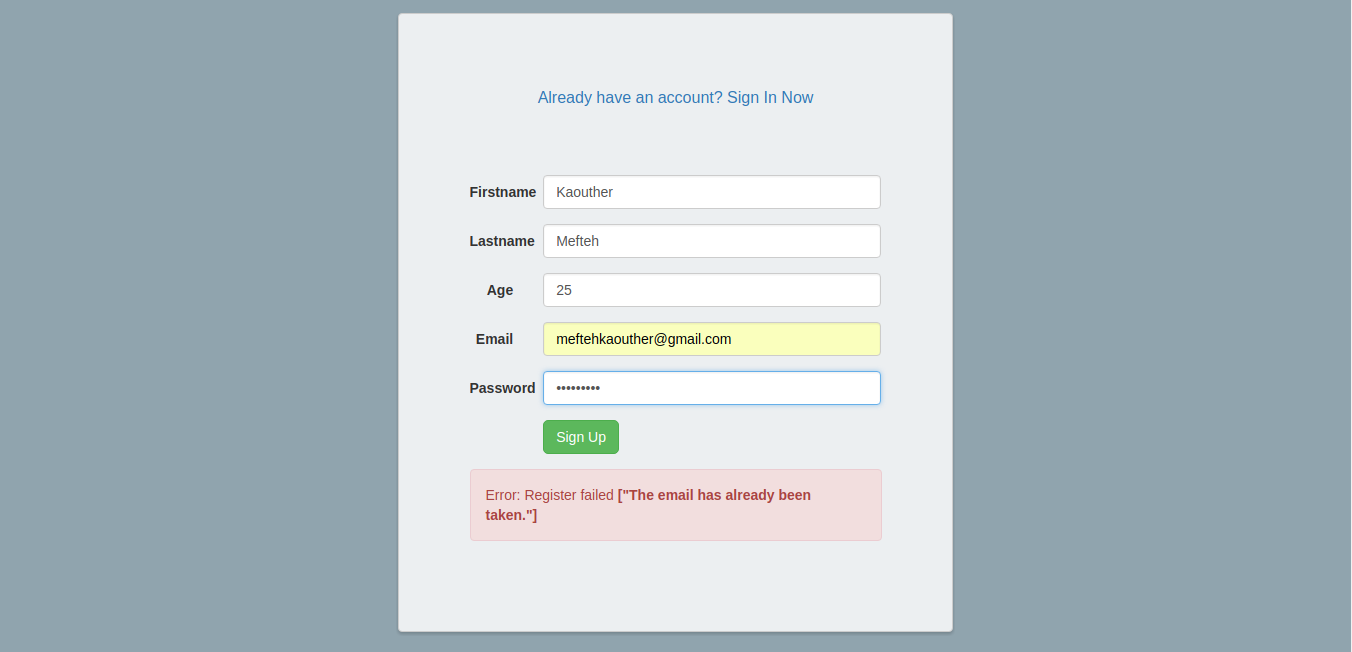 Already have an account? Sign In Now
Firstname Kaouther
Lastname Mefteh
Age 25
Email meftehkaouther@gmail.com
Password •••••••••
Sign Up
Error: Register failed ["The email has already been
taken."]